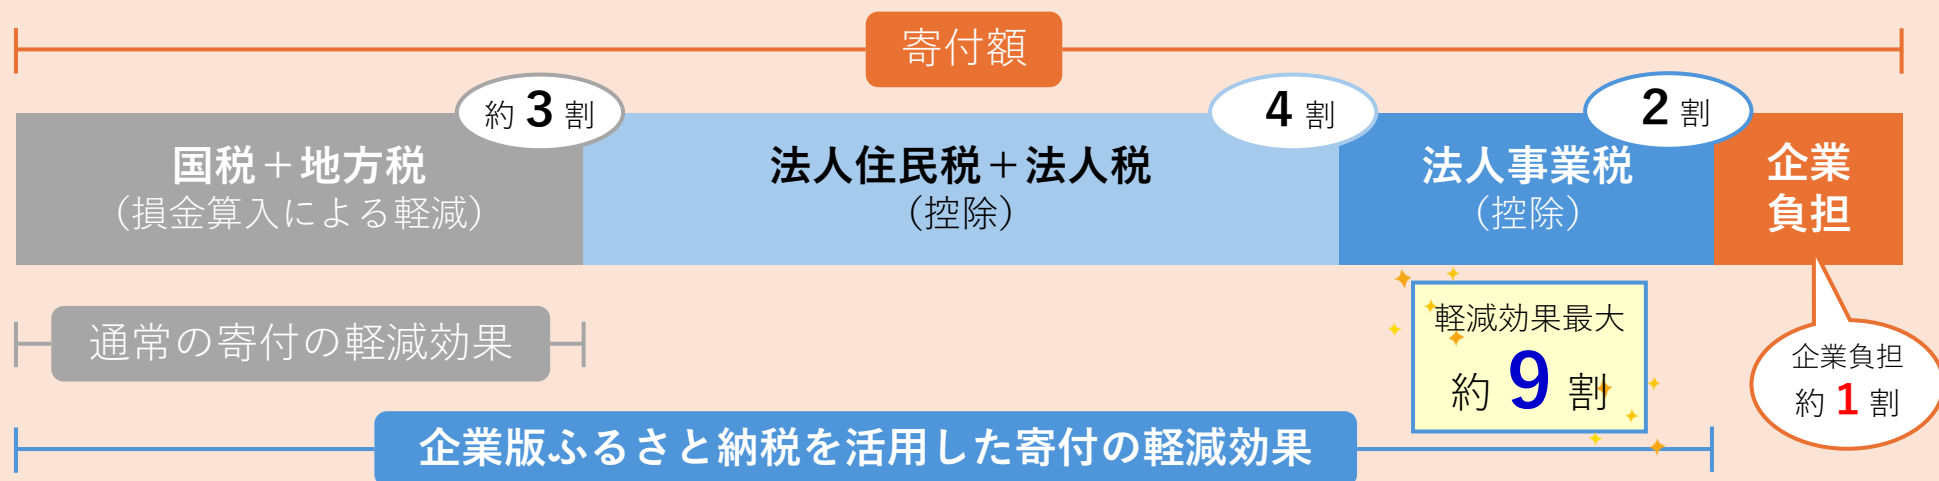 寄付額
約 3 割
4 割
2 割
国税＋地方税
（損金算入による軽減）
法人住民税＋法人税
（控除）
法人事業税
（控除）
企業
負担
通常の寄付の軽減効果
軽減効果最大
約 9 割
企業負担
約 1 割
企業版ふるさと納税を活用した寄付の軽減効果